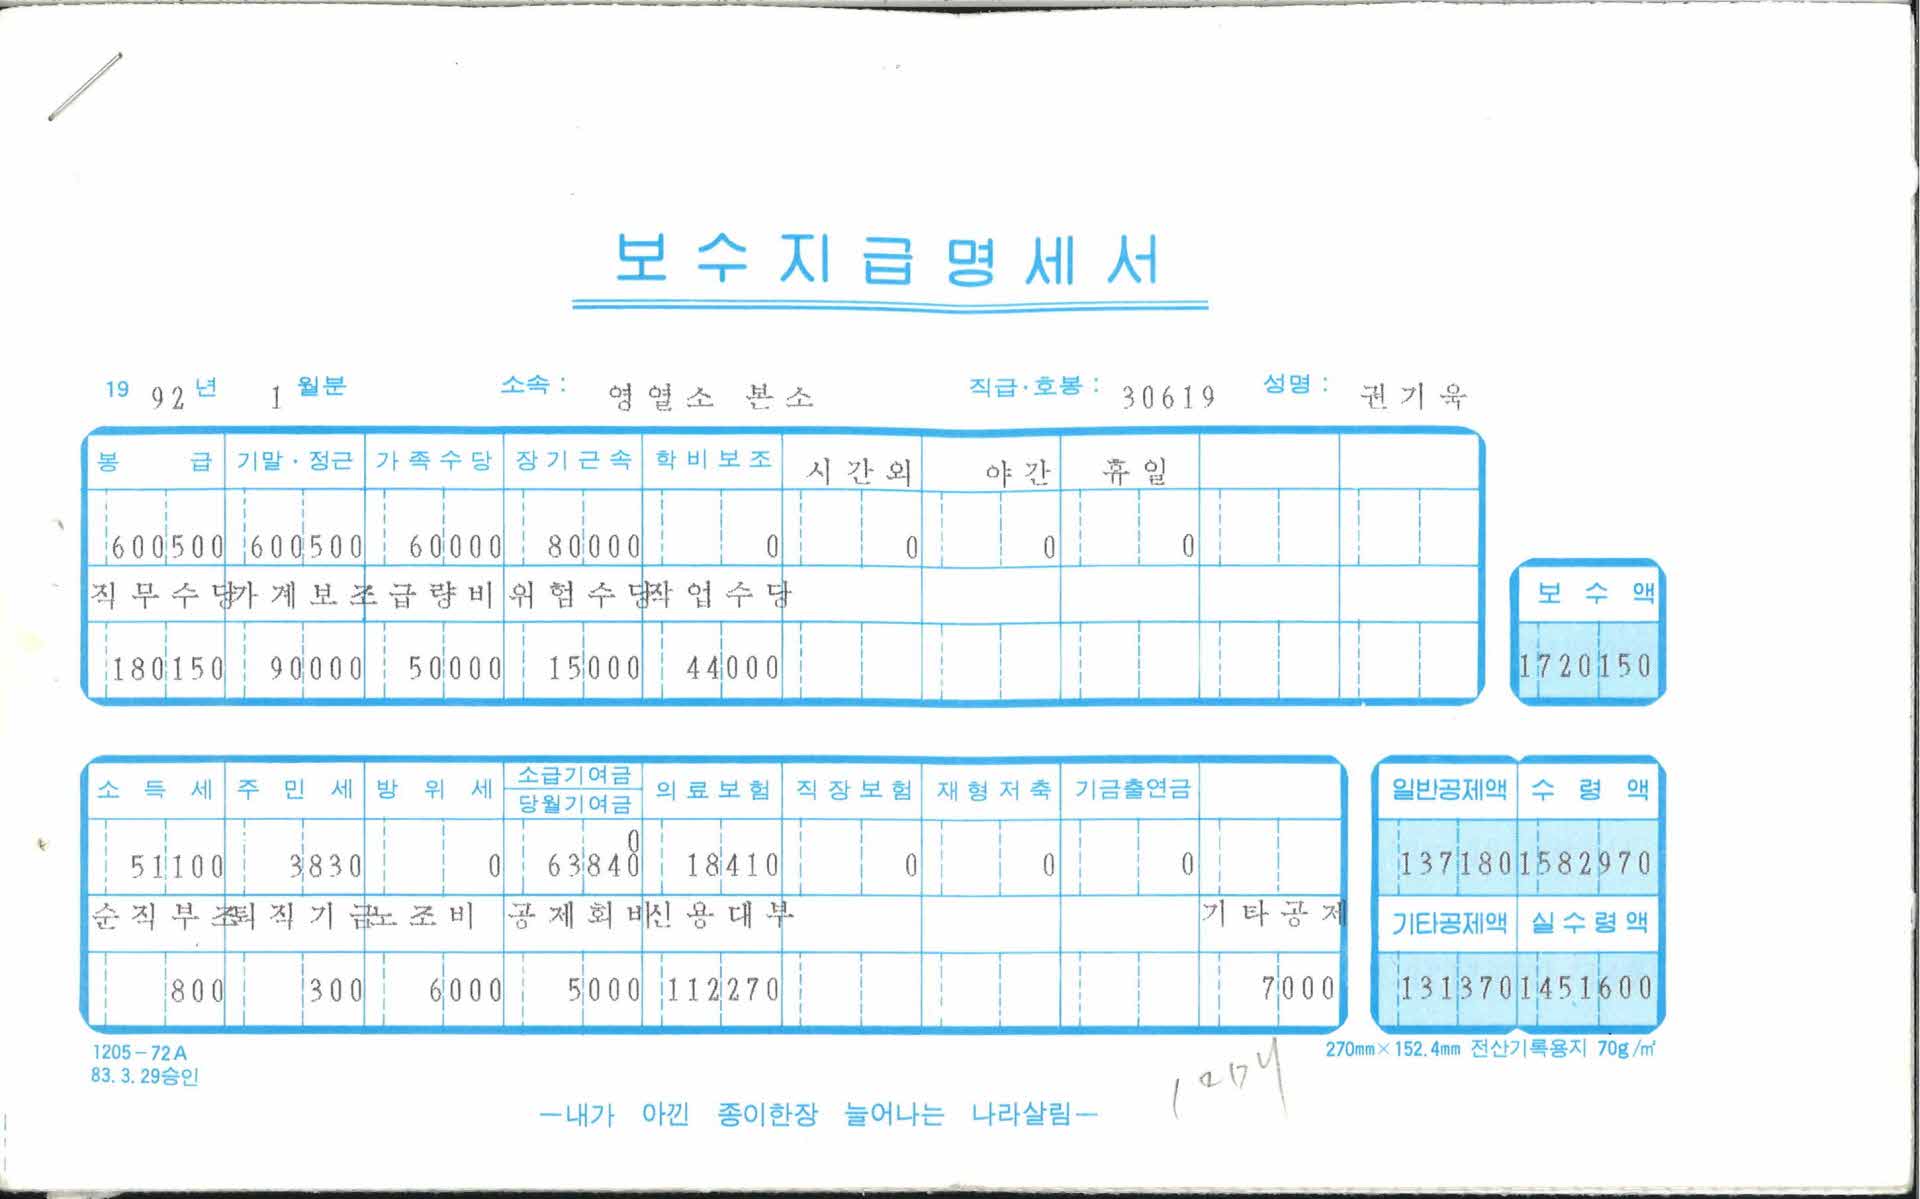 보수지급명세서
19 92 년 1 월분 소속 : 영열소 본소 직급·호봉 : 30619 성명 : 권기욱
봉 급 기말·정근 가족수당 장기근속 학비보조 시간외 야간 휴일
600500 600500 60000 80000 0 0 0 0
직무수당 가계보조 급량비 위험수당 작업수당
180150 90000 50000 15000 44000
보 수 액
1720150
소 득 세 주 민 세 방 위 세 소급기여금 당월기여금 의료보험 직장보험 재형저축 기금출연금
0
51100 3830 0 63840 18410 0 0 0
순직부조 퇴직기금 노조비 공제회비 신용대부 기타공제
800 300 6000 5000 112270 7000
일반공제액 수 령 액
137180 1582970
기타공제액 실수령액
131370 1451600
1205-72A
83. 3. 29승인
270mm×152.4mm 전산기록용지 70g/㎡
—내가 아낀 종이한장 늘어나는 나라살림—